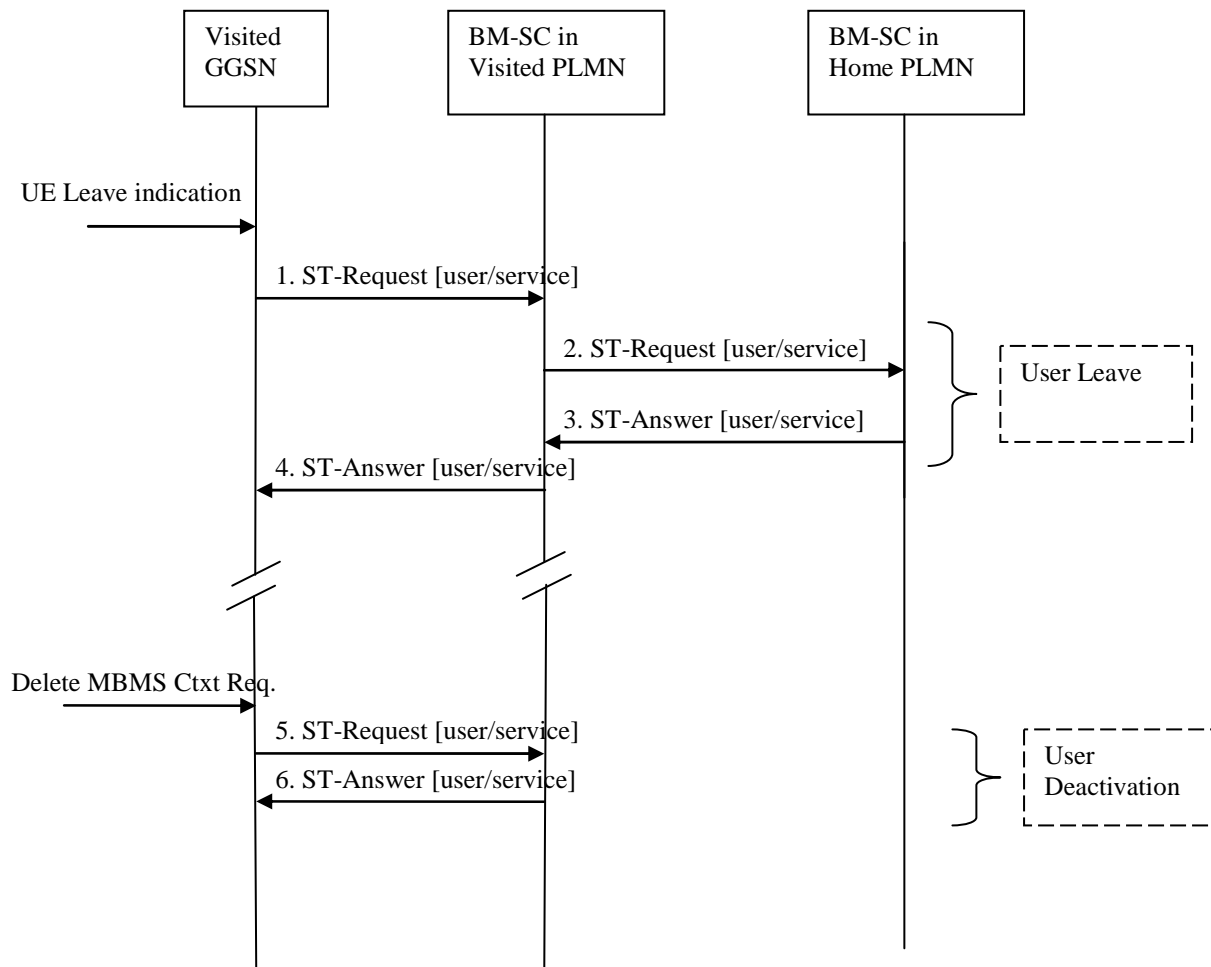 Visited
GGSN
BM-SC in
Visited PLMN
BM-SC in
Home PLMN
UE Leave indication
1. ST-Request [user/service]
2. ST-Request [user/service]
User Leave
3. ST-Answer [user/service]
4. ST-Answer [user/service]
Delete MBMS Ctxt Req.
5. ST-Request [user/service]
6. ST-Answer [user/service]
User
Deactivation